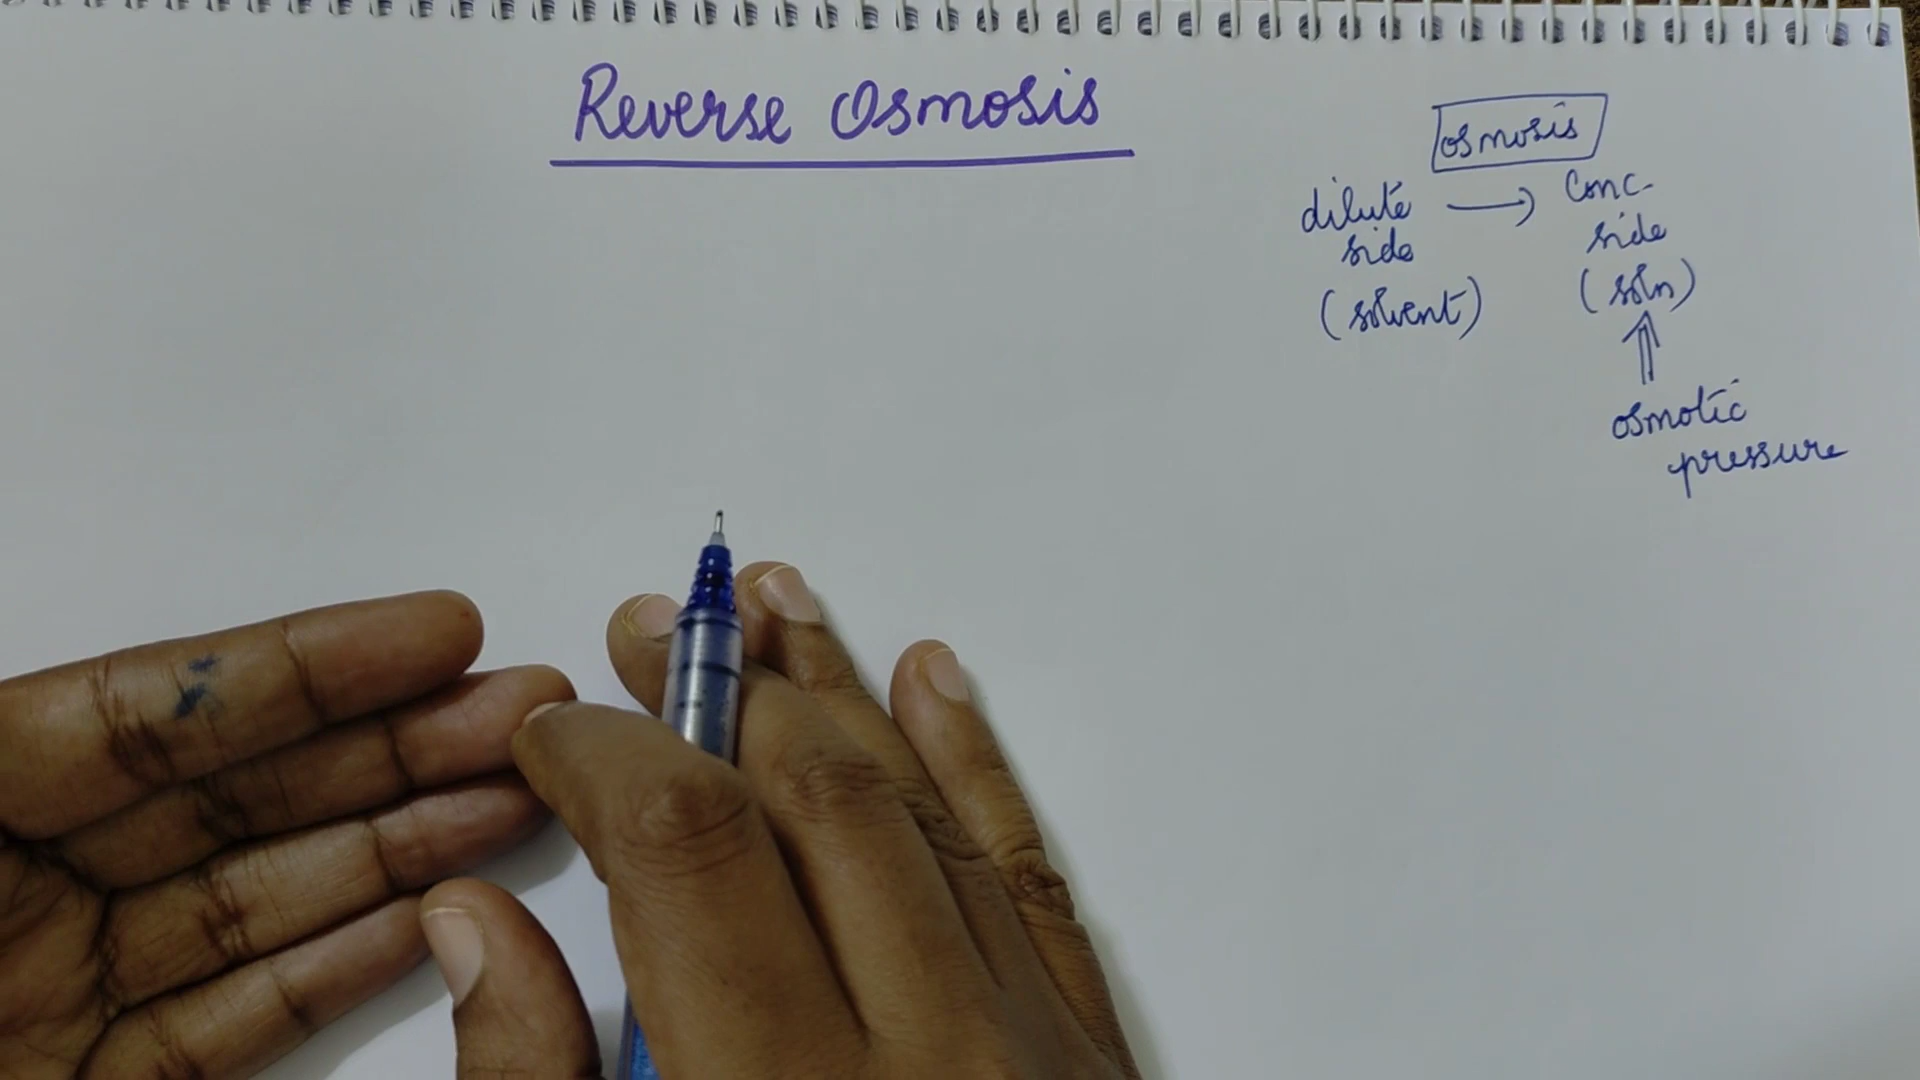 Reverse Osmosis
osmosis
dilute → conc.
side side
(solvent) (soln)
osmotic
pressure